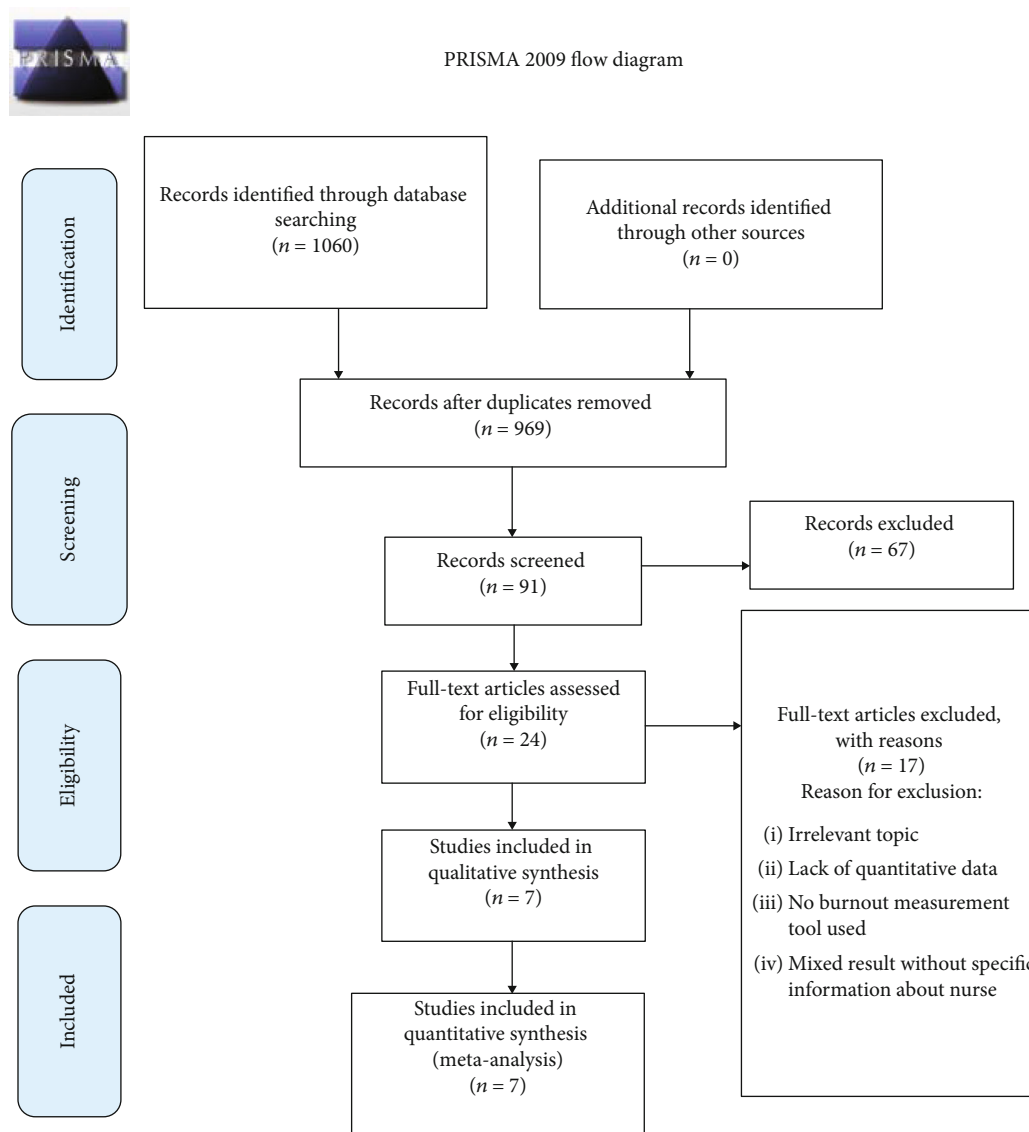 PRISMA
PRISMA 2009 flow diagram
Identification
Records identified through database
searching
(n = 1060)
Additional records identified
through other sources
(n = 0)
Records after duplicates removed
(n = 969)
Screening
Records screened
(n = 91)
Records excluded
(n = 67)
Eligibility
Full-text articles assessed
for eligibility
(n = 24)
Full-text articles excluded,
with reasons
(n = 17)
Reason for exclusion:
(i) Irrelevant topic
(ii) Lack of quantitative data
(iii) No burnout measurement
tool used
(iv) Mixed result without specific
information about nurse
Studies included in
qualitative synthesis
(n = 7)
Included
Studies included in
quantitative synthesis
(meta-analysis)
(n = 7)